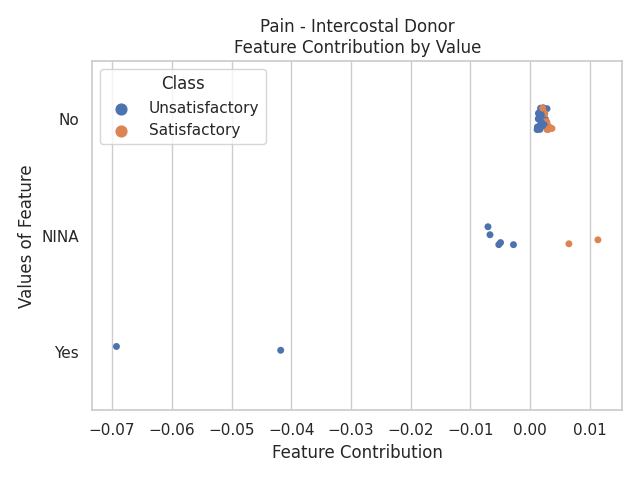 Pain - Intercostal Donor
Feature Contribution by Value
Class
Unsatisfactory
Satisfactory
Values of Feature
No
NINA
Yes
−0.07 −0.06 −0.05 −0.04 −0.03 −0.02 −0.01 0.00 0.01
Feature Contribution